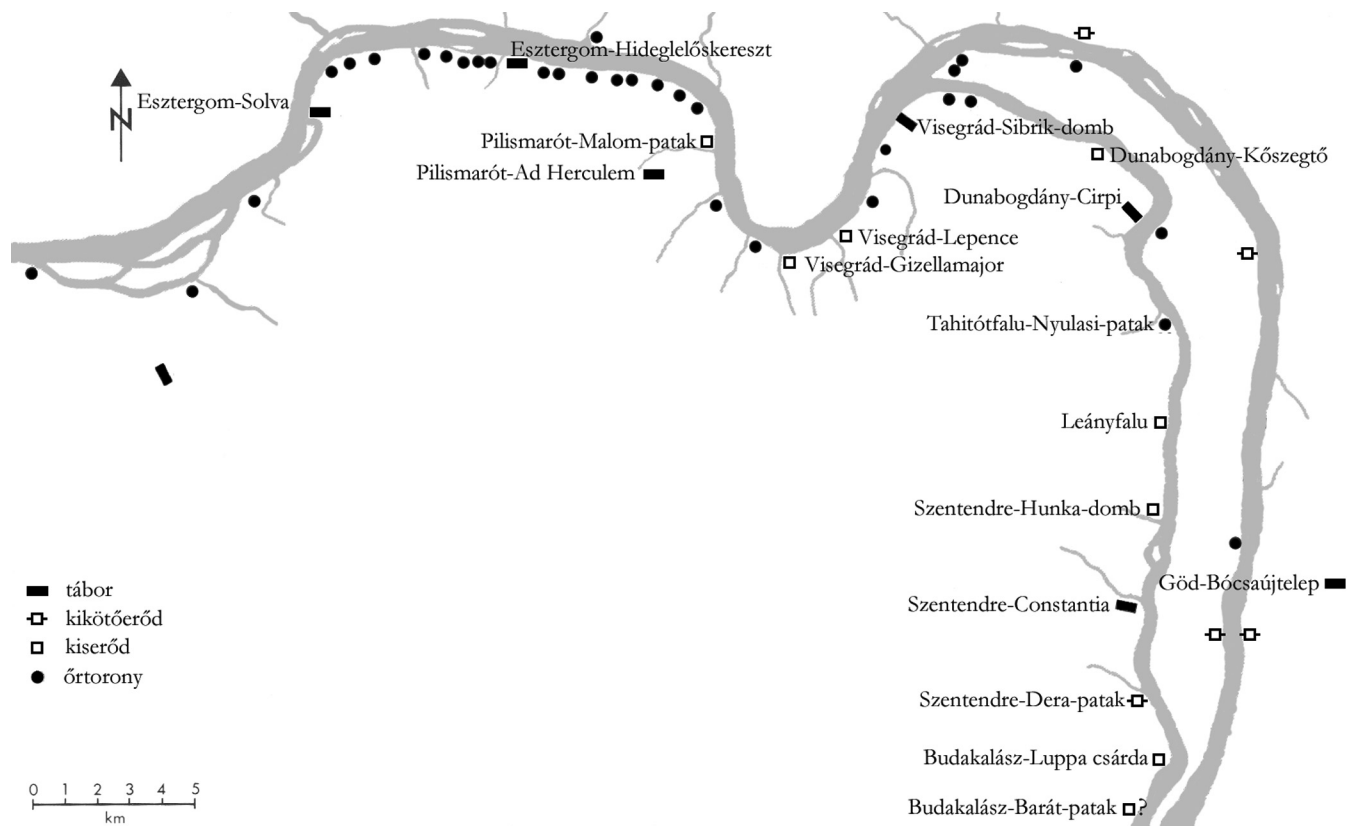 Esztergom-Hideglelőskereszt
Esztergom-Solva
N
Visegrád-Sibrik-domb
Pilismarót-Malom-patak
Dunabogdány-Kőszegtő
Pilismarót-Ad Herculem
Dunabogdány-Cirpi
Visegrád-Lepence
Visegrád-Gizellamajor
Tahitótfalu-Nyulasi-patak
Leányfalu
Szentendre-Hunka-domb
Göd-Bócsaújtelep
tábor
Szentendre-Constantia
kikötőerőd
kiserőd
őrtorony
Szentendre-Dera-patak
Budakalász-Luppa csárda
0 1 2 3 4 5
km
Budakalász-Barát-patak ?